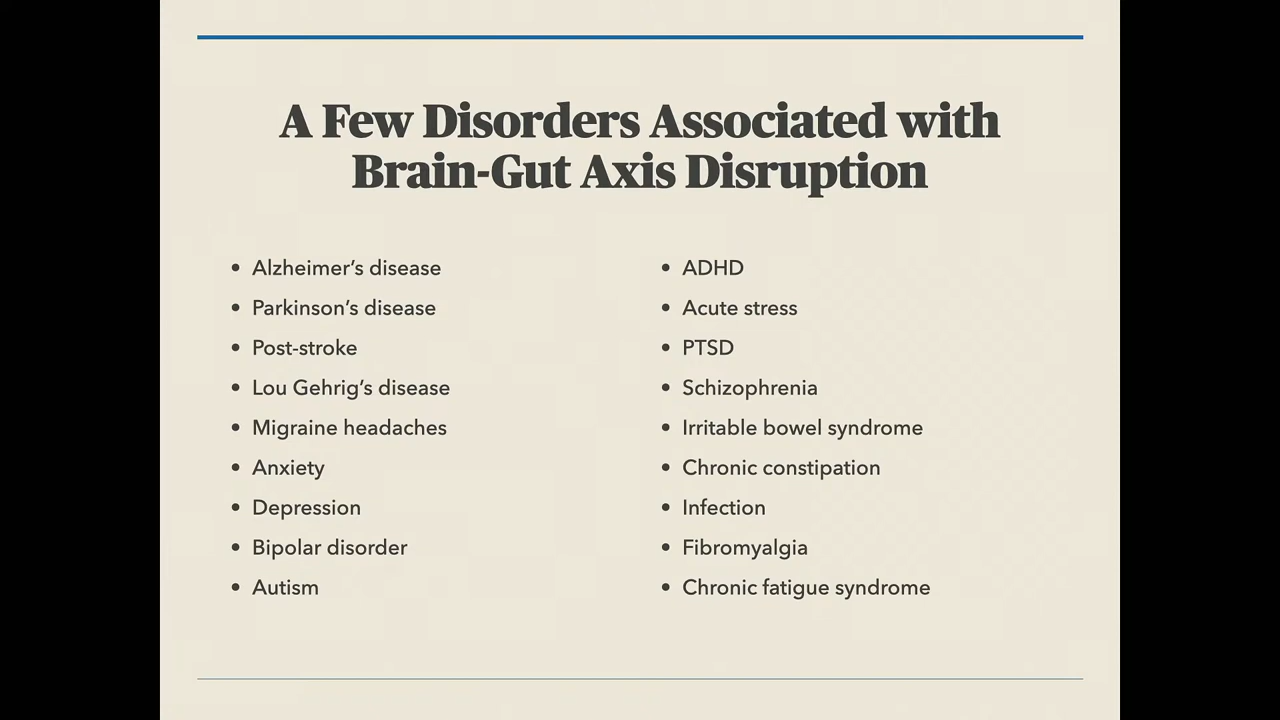 A Few Disorders Associated with
Brain-Gut Axis Disruption
• Alzheimer’s disease
• Parkinson’s disease
• Post-stroke
• Lou Gehrig’s disease
• Migraine headaches
• Anxiety
• Depression
• Bipolar disorder
• Autism
• ADHD
• Acute stress
• PTSD
• Schizophrenia
• Irritable bowel syndrome
• Chronic constipation
• Infection
• Fibromyalgia
• Chronic fatigue syndrome